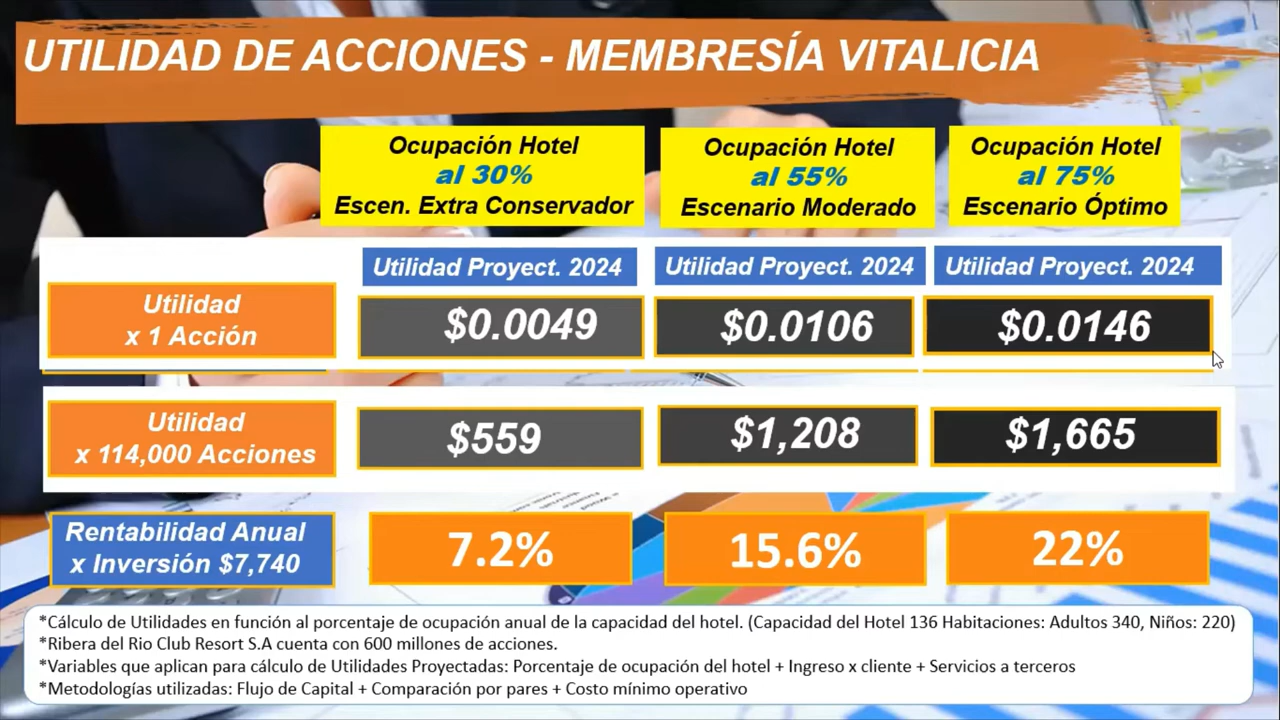 UTILIDAD DE ACCIONES - MEMBRESÍA VITALICIA
Ocupación Hotel
al 30%
Escen. Extra Conservador
Ocupación Hotel
al 55%
Escenario Moderado
Ocupación Hotel
al 75%
Escenario Óptimo
Utilidad Proyect. 2024
Utilidad Proyect. 2024
Utilidad Proyect. 2024
Utilidad
x 1 Acción
$0.0049
$0.0106
$0.0146
Utilidad
x 114,000 Acciones
$559
$1,208
$1,665
Rentabilidad Anual
x Inversión $7,740
7.2%
15.6%
22%
*Cálculo de Utilidades en función al porcentaje de ocupación anual de la capacidad del hotel. (Capacidad del Hotel 136 Habitaciones: Adultos 340, Niños: 220)
*Ribera del Rio Club Resort S.A cuenta con 600 millones de acciones.
*Variables que aplican para cálculo de Utilidades Proyectadas: Porcentaje de ocupación del hotel + Ingreso x cliente + Servicios a terceros
*Metodologías utilizadas: Flujo de Capital + Comparación por pares + Costo mínimo operativo